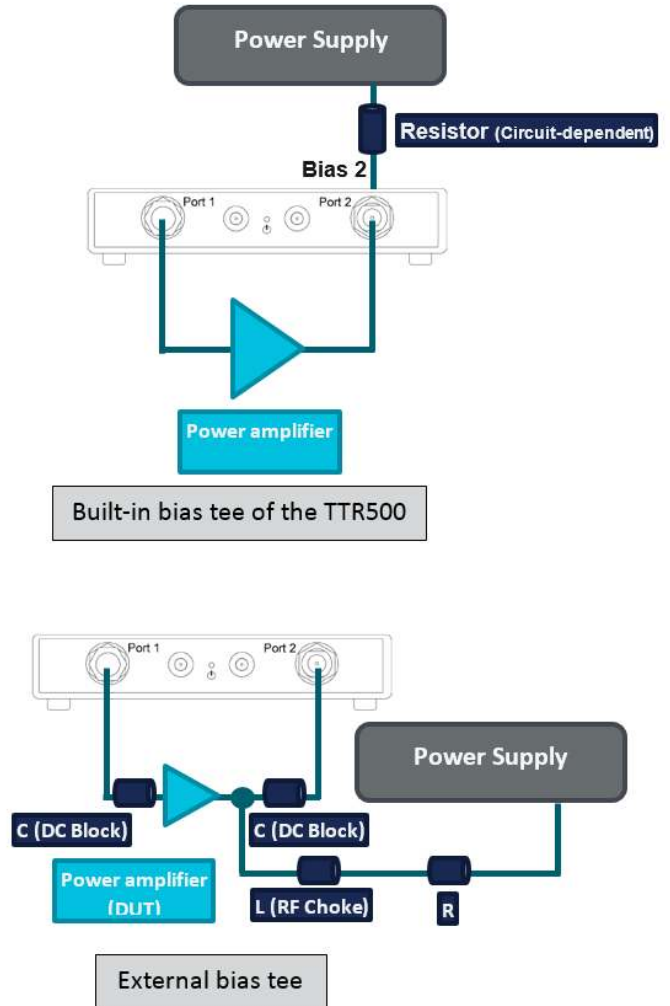 Power Supply
Resistor (Circuit-dependent)
Bias 2
Port 1
Port 2
Power amplifier
Built-in bias tee of the TTR500
Port 1
Port 2
Power Supply
C (DC Block)
C (DC Block)
Power amplifier
(DUT)
L (RF Choke)
R
External bias tee